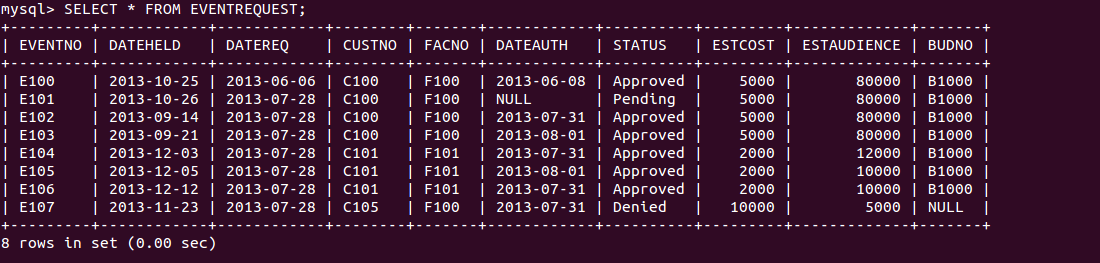 mysql> SELECT * FROM EVENTREQUEST;
+---------+------------+------------+--------+-------+------------+----------+---------+-------------+-------+
| EVENTNO | DATEHELD   | DATEREQ    | CUSTNO | FACNO | DATEAUTH   | STATUS   | ESTCOST | ESTAUDIENCE | BUDNO |
+---------+------------+------------+--------+-------+------------+----------+---------+-------------+-------+
| E100    | 2013-10-25 | 2013-06-06 | C100   | F100  | 2013-06-08 | Approved |    5000 |       80000 | B1000 |
| E101    | 2013-10-26 | 2013-07-28 | C100   | F100  | NULL       | Pending  |    5000 |       80000 | B1000 |
| E102    | 2013-09-14 | 2013-07-28 | C100   | F100  | 2013-07-31 | Approved |    5000 |       80000 | B1000 |
| E103    | 2013-09-21 | 2013-07-28 | C100   | F100  | 2013-08-01 | Approved |    5000 |       80000 | B1000 |
| E104    | 2013-12-03 | 2013-07-28 | C101   | F101  | 2013-07-31 | Approved |    2000 |       12000 | B1000 |
| E105    | 2013-12-05 | 2013-07-28 | C101   | F101  | 2013-08-01 | Approved |    2000 |       10000 | B1000 |
| E106    | 2013-12-12 | 2013-07-28 | C101   | F101  | 2013-07-31 | Approved |    2000 |       10000 | B1000 |
| E107    | 2013-11-23 | 2013-07-28 | C105   | F100  | 2013-07-31 | Denied   |   10000 |        5000 | NULL  |
+---------+------------+------------+--------+-------+------------+----------+---------+-------------+-------+
8 rows in set (0.00 sec)